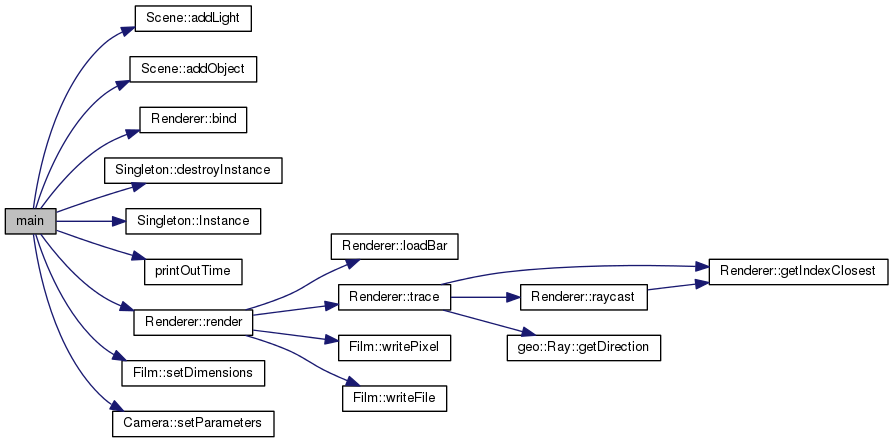 main
Scene::addLight
Scene::addObject
Renderer::bind
Singleton::destroyInstance
Singleton::Instance
printOutTime
Renderer::render
Film::setDimensions
Camera::setParameters
Renderer::loadBar
Renderer::trace
Film::writePixel
Film::writeFile
Renderer::raycast
geo::Ray::getDirection
Renderer::getIndexClosest